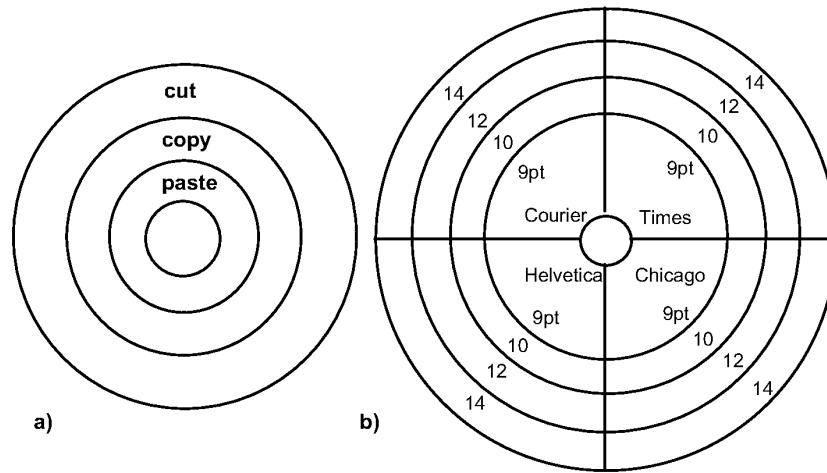 cut
copy
paste
a)
14 14
12 12
10 10
9pt 9pt
Courier Times
Helvetica Chicago
9pt 9pt
10 10
12 12
14 14
b)